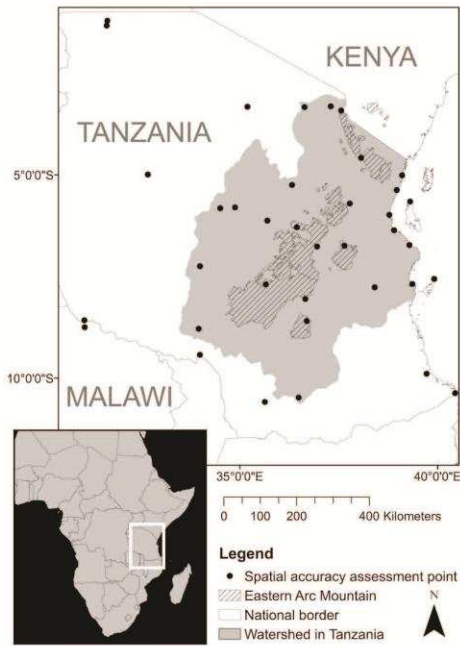 KENYA
TANZANIA
5°0'0"S
10°0'0"S
MALAWI
35°0'0"E 40°0'0"E
0 100 200 400 Kilometers
Legend
N
Spatial accuracy assessment point
Eastern Arc Mountain
National border
Watershed in Tanzania